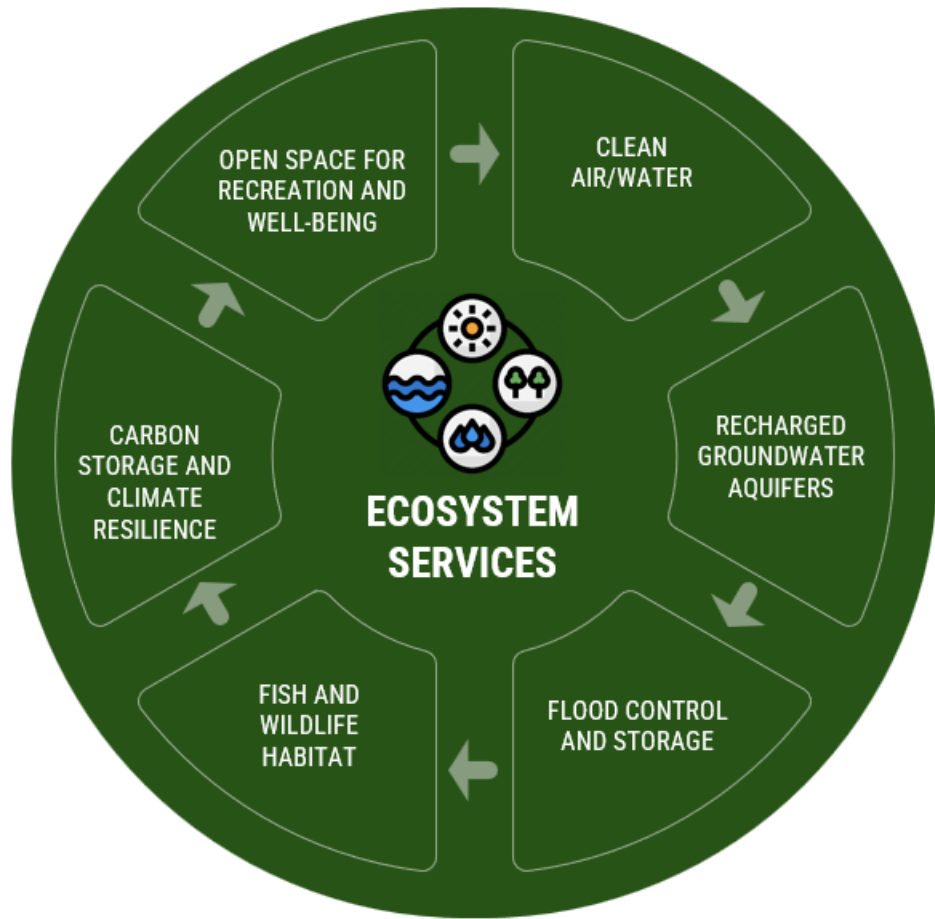 OPEN SPACE FOR
RECREATION AND
WELL-BEING
CLEAN
AIR/WATER
RECHARGED
GROUNDWATER
AQUIFERS
FLOOD CONTROL
AND STORAGE
FISH AND
WILDLIFE
HABITAT
CARBON
STORAGE AND
CLIMATE
RESILIENCE
ECOSYSTEM
SERVICES